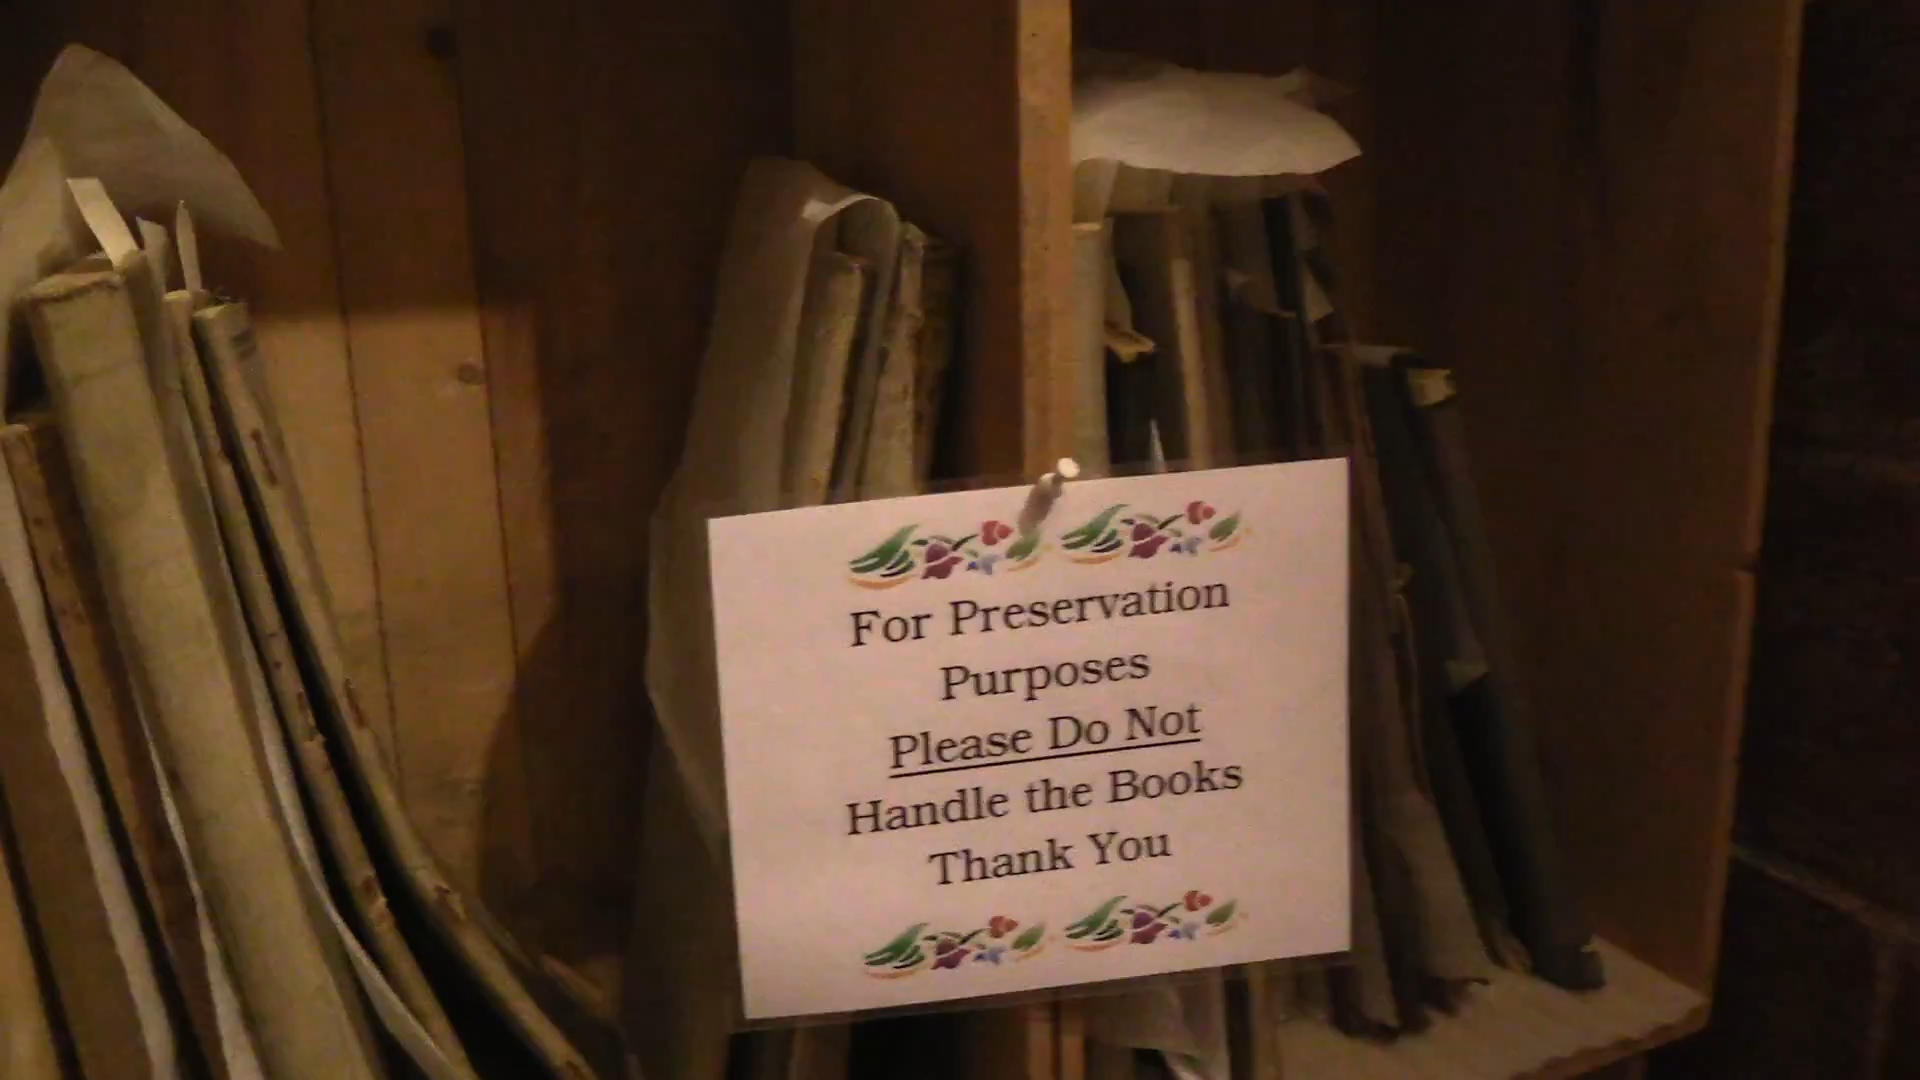 For Preservation
Purposes
Please Do Not
Handle the Books
Thank You